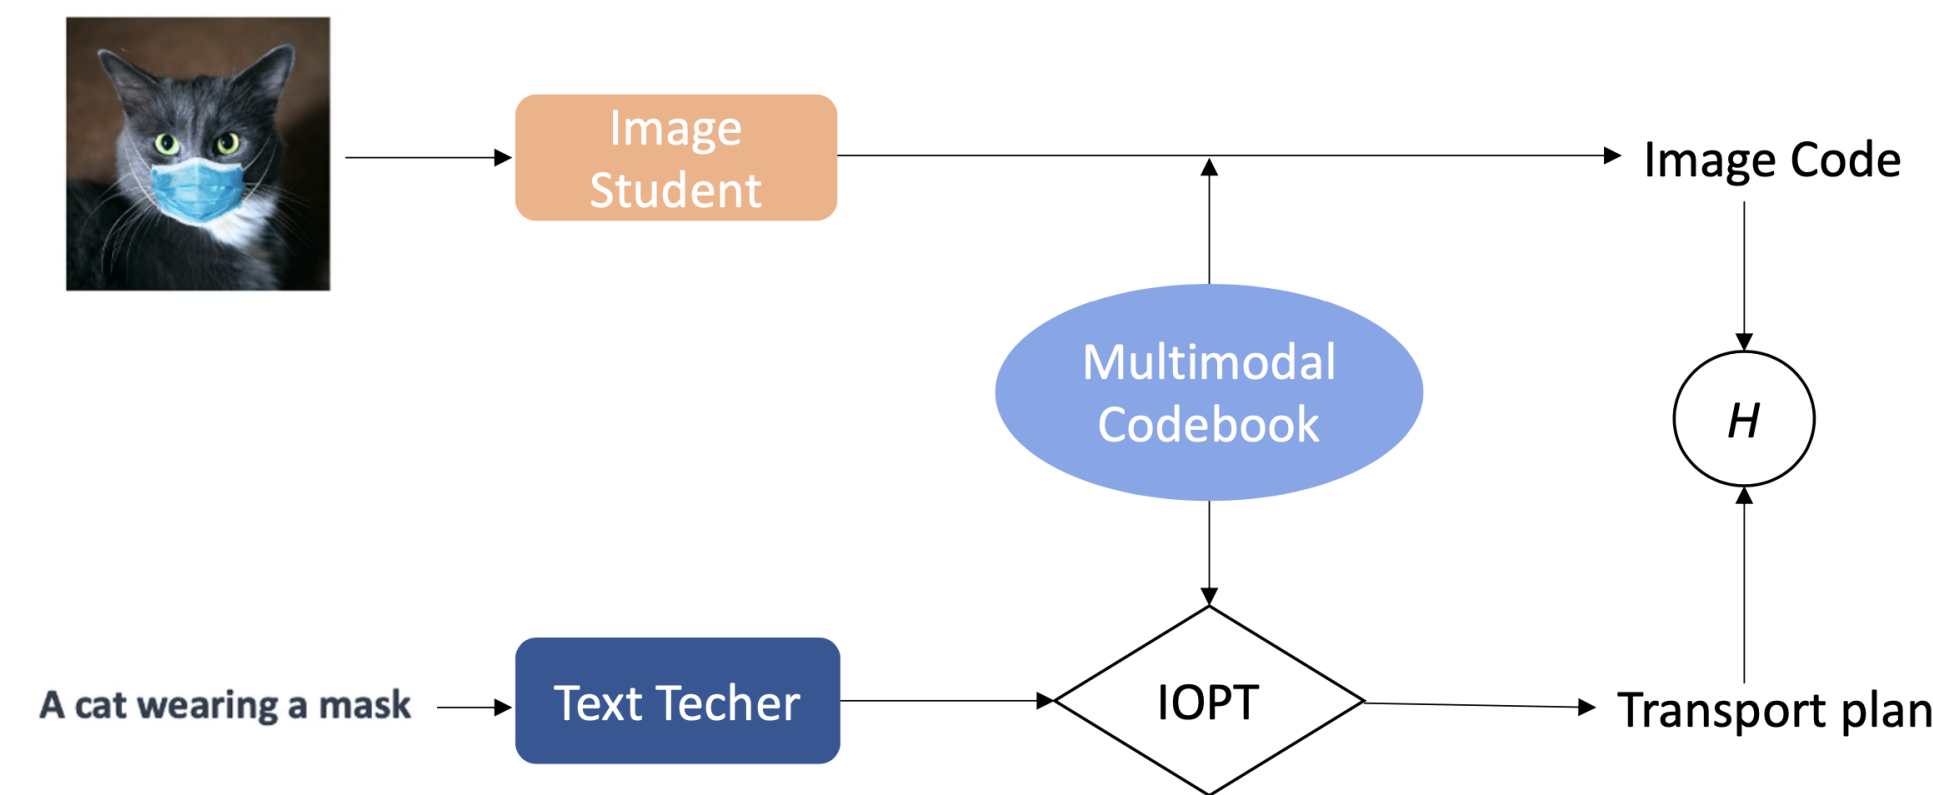 Image
Student
Image Code
Multimodal
Codebook
H
A cat wearing a mask
Text Techer
IOPT
Transport plan